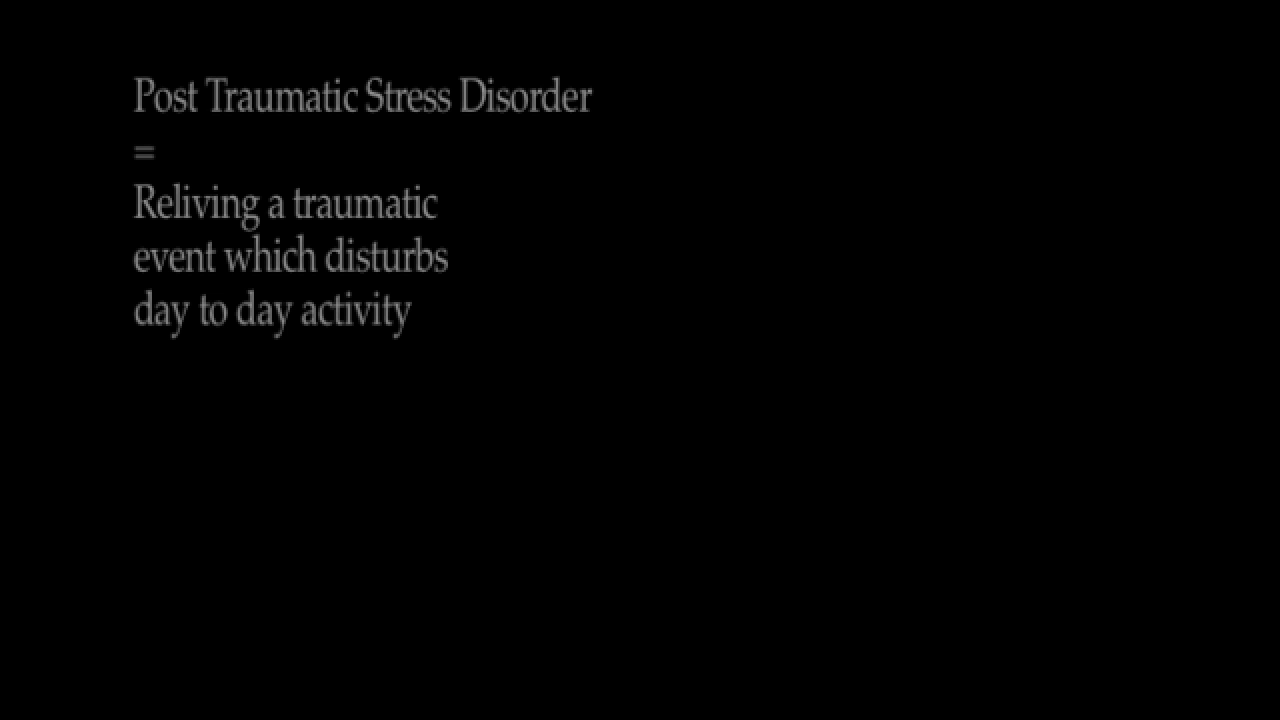 Post Traumatic Stress Disorder
=
Reliving a traumatic
event which disturbs
day to day activity